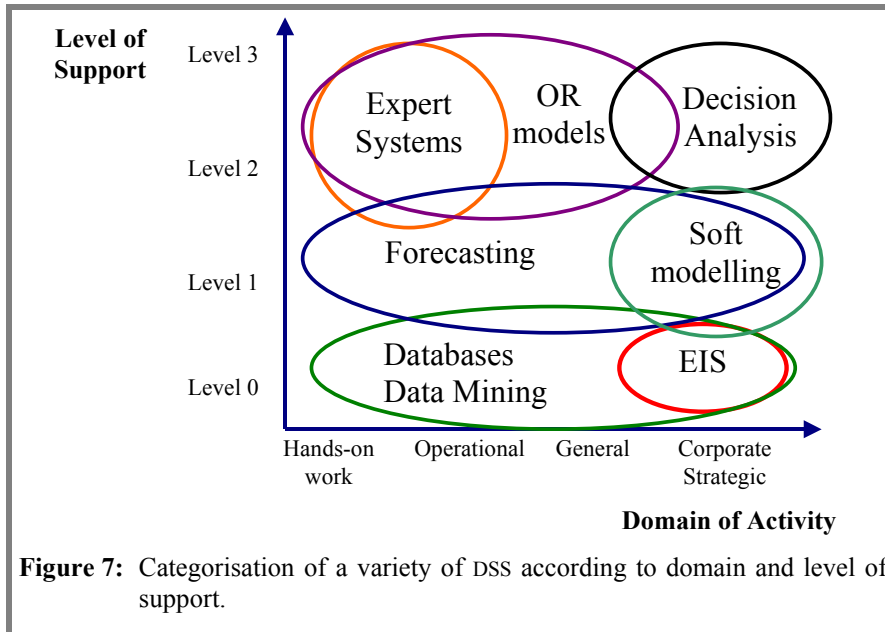 Level of
Support
Level 3
Level 2
Level 1
Level 0
Expert
Systems
OR
models
Decision
Analysis
Forecasting
Soft
modelling
Databases
Data Mining
EIS
Hands-on
work
Operational
General
Corporate
Strategic
Domain of Activity
Figure 7: Categorisation of a variety of DSS according to domain and level of
support.